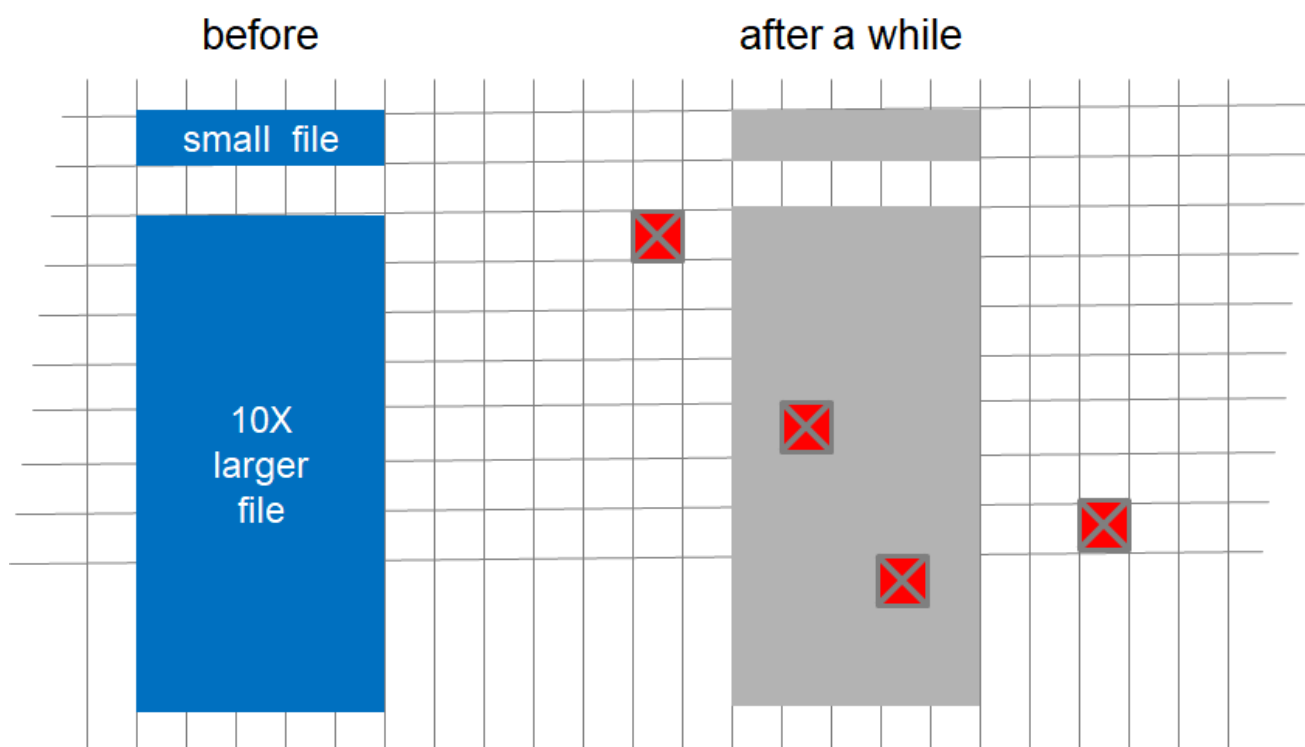 before
after a while
small file
10X
larger
file